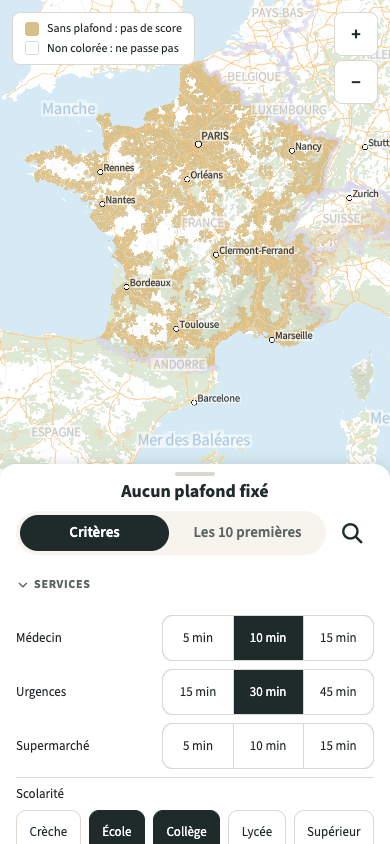 Sans plafond : pas de score
Non colorée : ne passe pas
+
−
PAYS-BAS
BELGIQUE
Manche
LUXEMBOURG
PARIS
Nancy
Stutt
Rennes
Orléans
Zurich
Nantes
FRANCE
SUISSE
Clermont-Ferrand
Bordeaux
Toulouse
Marseille
ANDORRE
Barcelone
Me
ESPAGNE
Mer des Baléares
Aucun plafond fixé
Critères
Les 10 premières
SERVICES
Médecin
5 min
10 min
15 min
Urgences
15 min
30 min
45 min
Supermarché
5 min
10 min
15 min
Scolarité
Crèche
École
Collège
Lycée
Supérieur